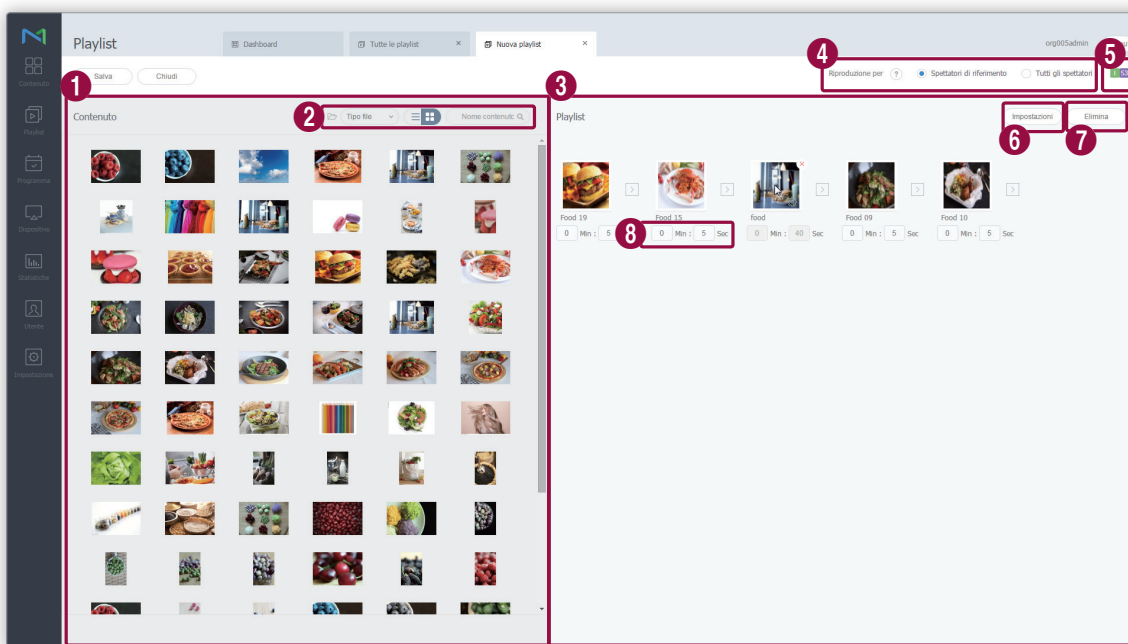 Playlist
Dashboard
Tutte le playlist ×
Nuova playlist ×
org005admin
Salva
Chiudi
4
5
Riproduzione per ? Spettatori di riferimento Tutti gli spettatori
1
Contenuto
2
Tipo file
Nome contenuto
3
Playlist
Impostazioni
Elimina
6
7
Food 19
Food 15
food
Food 09
Food 10
0 Min : 5
8
0 Min : 5 Sec
0 Min : 40 Sec
0 Min : 5 Sec
0 Min : 5 Sec
Contenuto
Playlist
Programma
Dispositivo
Statistiche
Utente
Impostazione